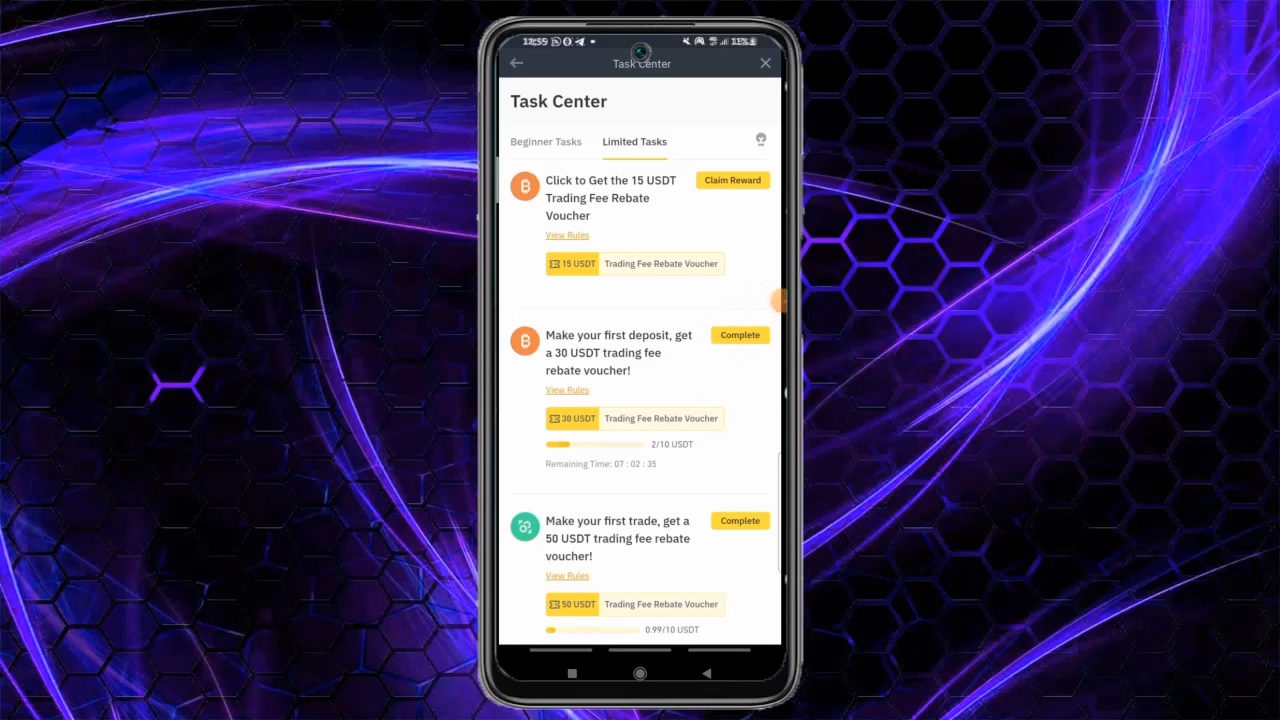 12:55
11%
Task Center
Task Center
Beginner Tasks
Limited Tasks
Click to Get the 15 USDT
Trading Fee Rebate
Voucher
Claim Reward
View Rules
15 USDT
Trading Fee Rebate Voucher
Make your first deposit, get
a 30 USDT trading fee
rebate voucher!
Complete
View Rules
30 USDT
Trading Fee Rebate Voucher
2/10 USDT
Remaining Time: 07 : 02 : 35
Make your first trade, get a
50 USDT trading fee rebate
voucher!
Complete
View Rules
50 USDT
Trading Fee Rebate Voucher
0.99/10 USDT